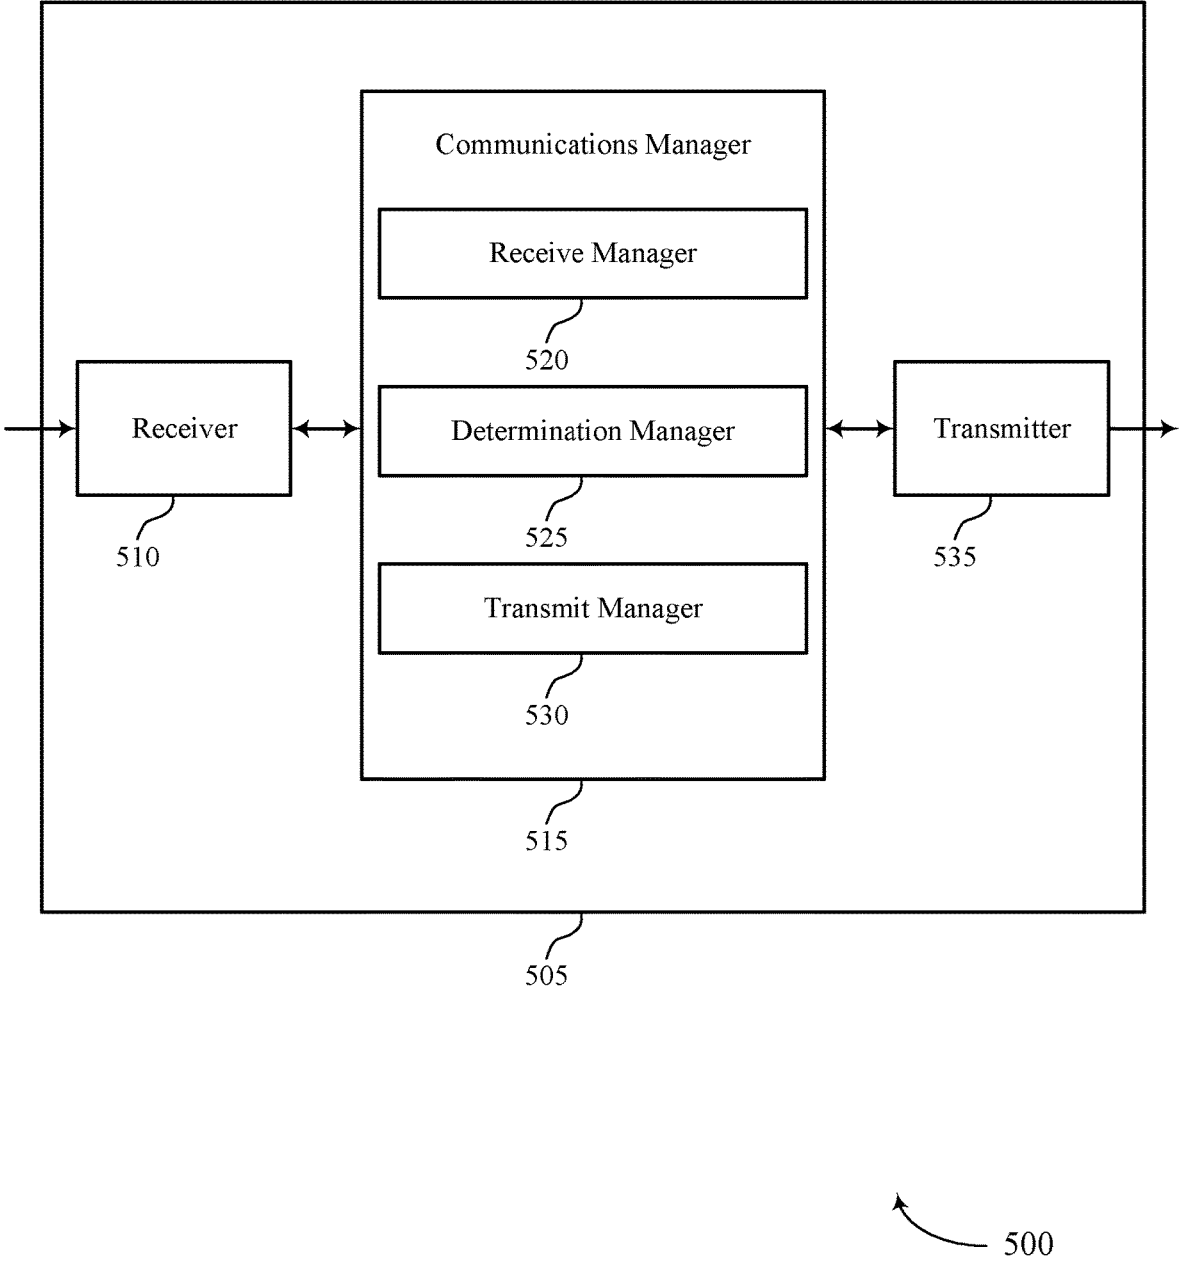 Communications Manager
Receive Manager
520
Receiver
510
Determination Manager
525
Transmitter
535
Transmit Manager
530
515
505
500